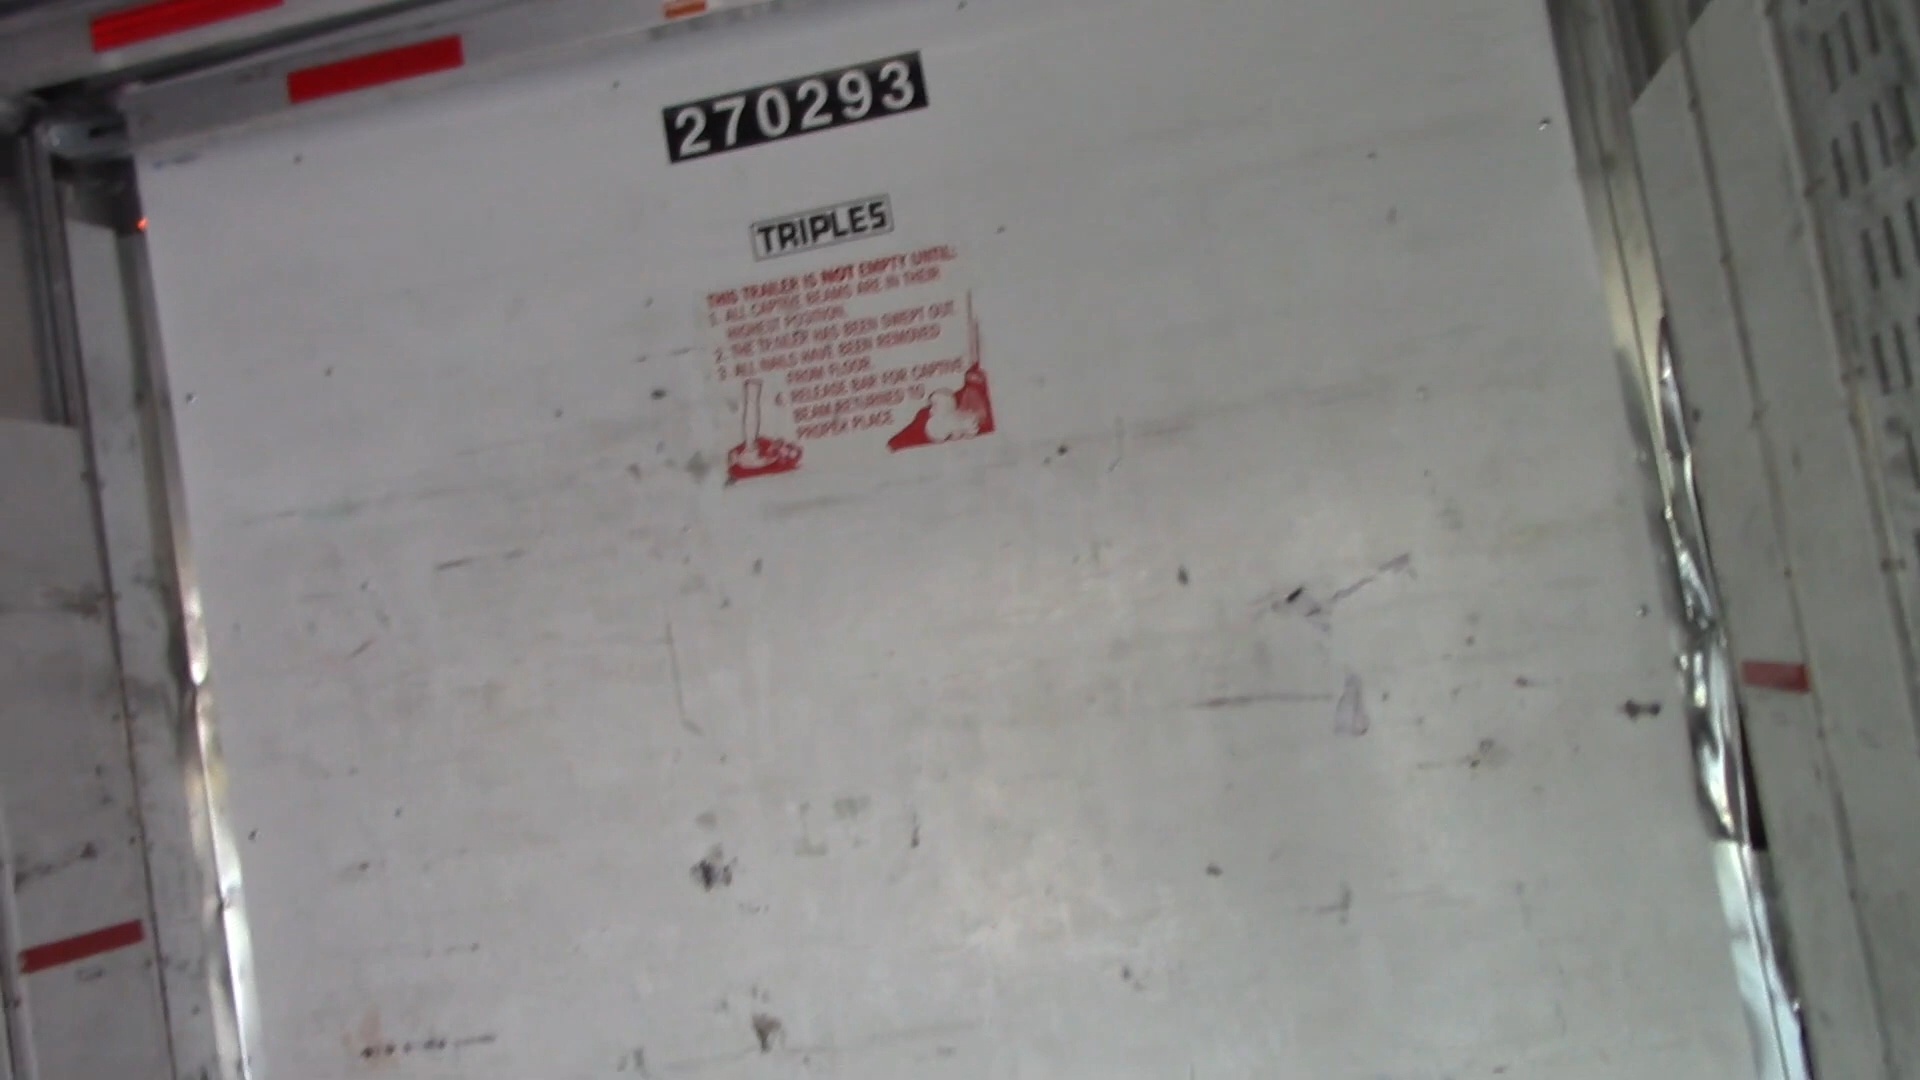 270293
TRIPLES
THIS TRAILER IS NOT EMPTY UNTIL:
1. ALL CAPTIVE BEAMS ARE IN THEIR
HIGHEST POSITION.
2. THE TRAILER HAS BEEN SWEPT OUT.
3. ALL NAILS HAVE BEEN REMOVED
FROM FLOOR.
4. RELEASE BAR FOR CAPTIVE
BEAM RETURNED TO
PROPER PLACE